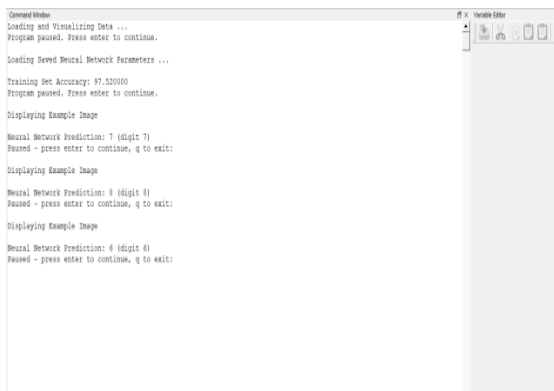 Command Window
Variable Editor
Loading and Visualizing Data ...
Program paused. Press enter to continue.
Loading Saved Neural Network Parameters ...
Training Set Accuracy: 97.520000
Program paused. Press enter to continue.
Displaying Example Image
Neural Network Prediction: 7 (digit 7)
Paused - press enter to continue, q to exit:
Displaying Example Image
Neural Network Prediction: 8 (digit 8)
Paused - press enter to continue, q to exit:
Displaying Example Image
Neural Network Prediction: 6 (digit 6)
Paused - press enter to continue, q to exit: